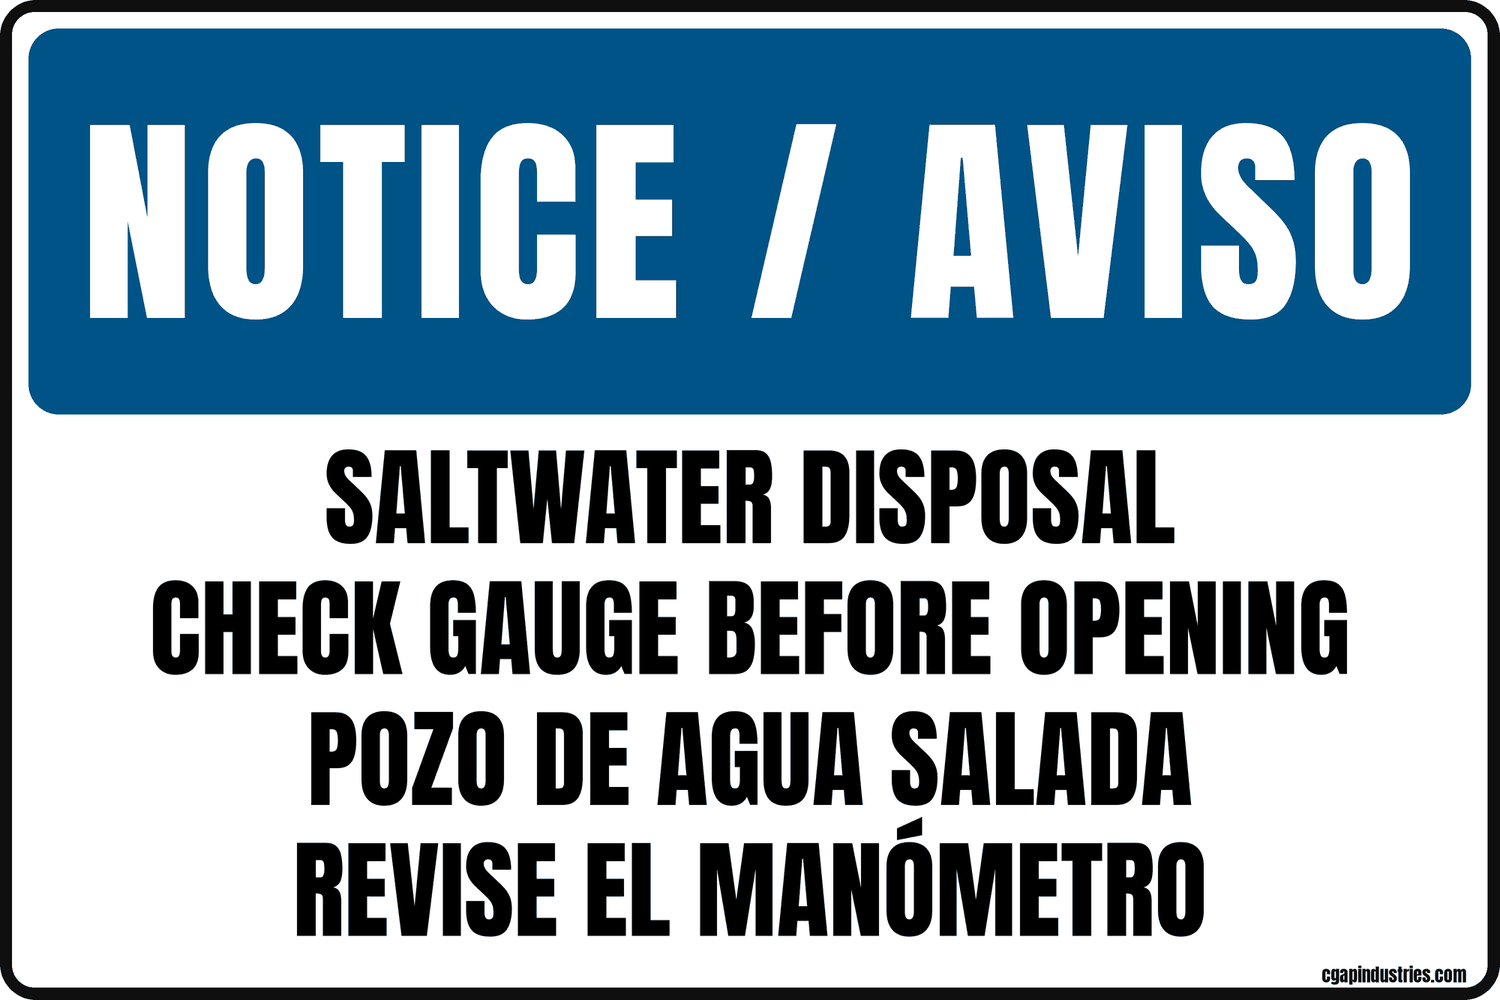 NOTICE / AVISO
SALTWATER DISPOSAL
CHECK GAUGE BEFORE OPENING
POZO DE AGUA SALADA
REVISE EL MANÓMETRO
cgapindustries.com